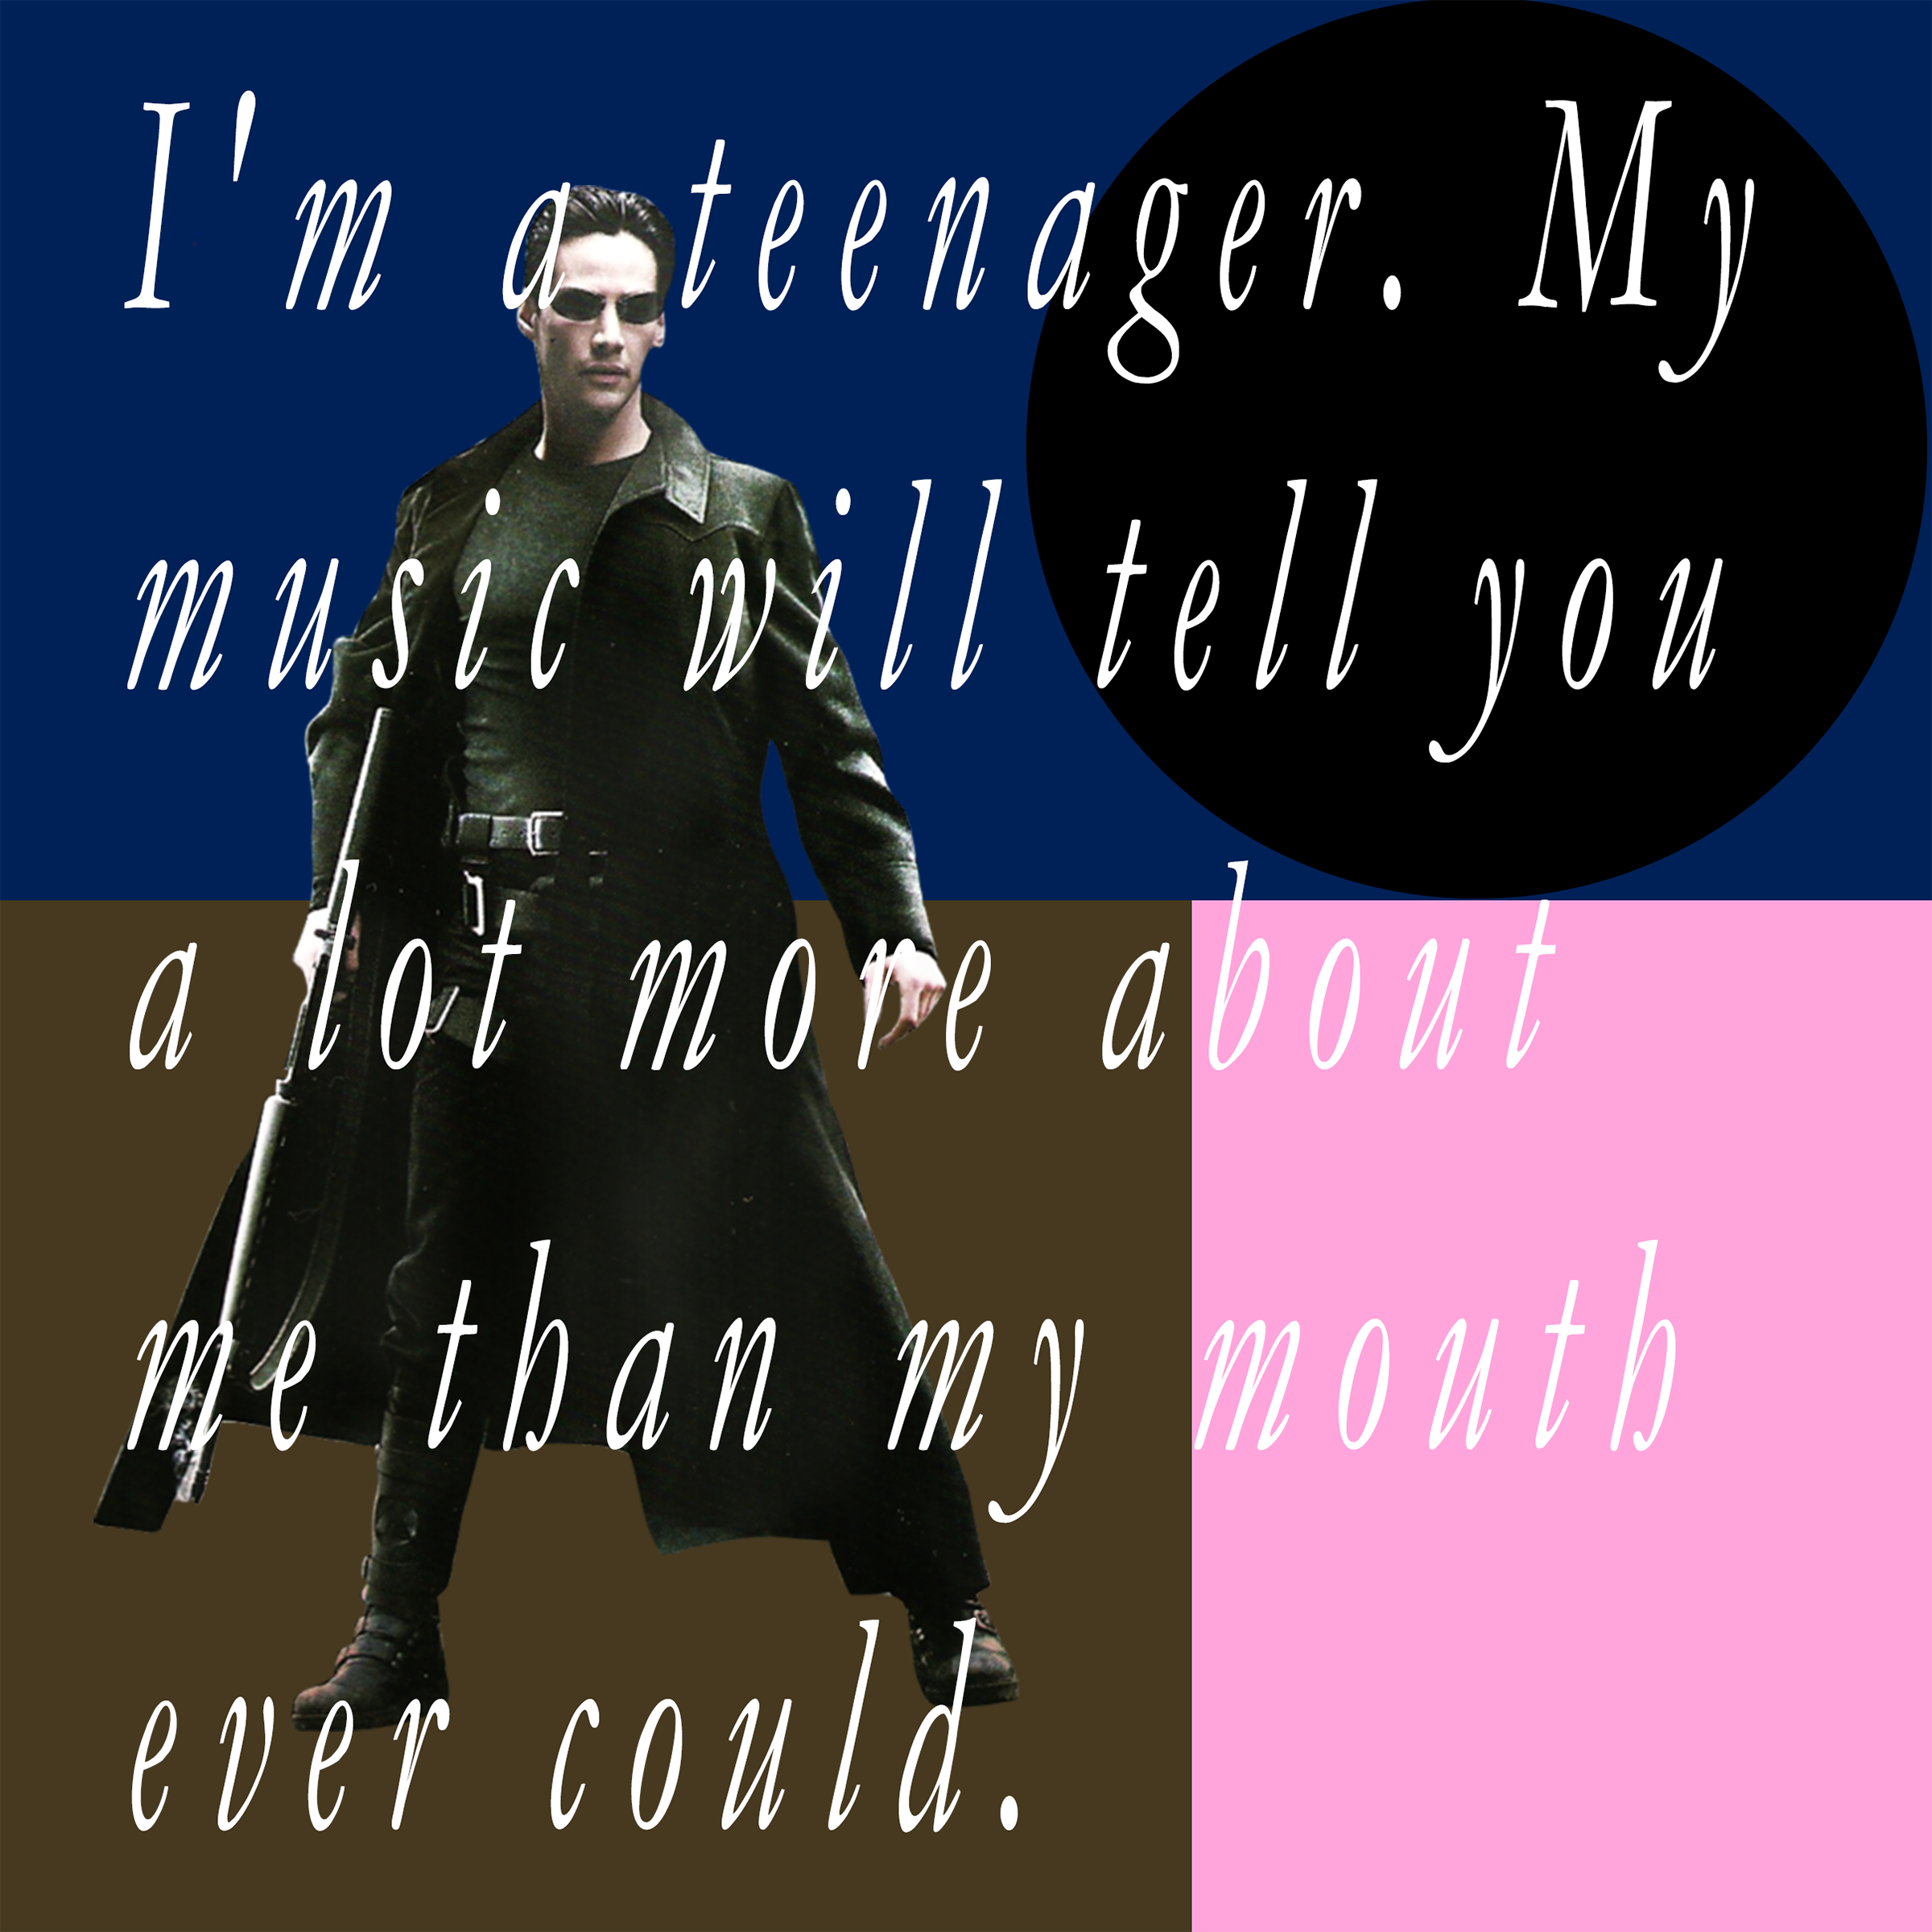 I'm a teenager. My
music will tell you
a lot more about
me than my mouth
ever could.